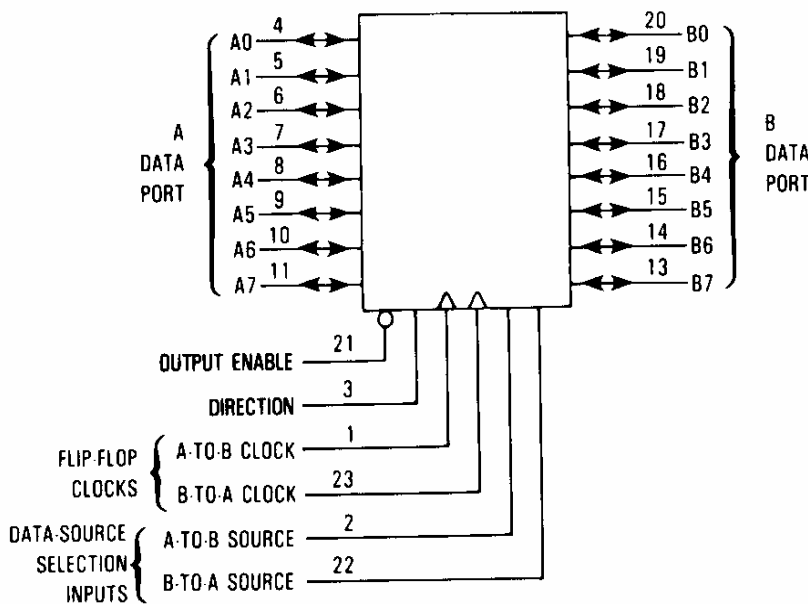 A0 4
A1 5
A2 6
A3 7
A4 8
A5 9
A6 10
A7 11
A
DATA
PORT
20 B0
19 B1
18 B2
17 B3
16 B4
15 B5
14 B6
13 B7
B
DATA
PORT
OUTPUT ENABLE 21
DIRECTION 3
FLIP-FLOP
CLOCKS
A-TO-B CLOCK 1
B-TO-A CLOCK 23
DATA-SOURCE
SELECTION
INPUTS
A-TO-B SOURCE 2
B-TO-A SOURCE 22